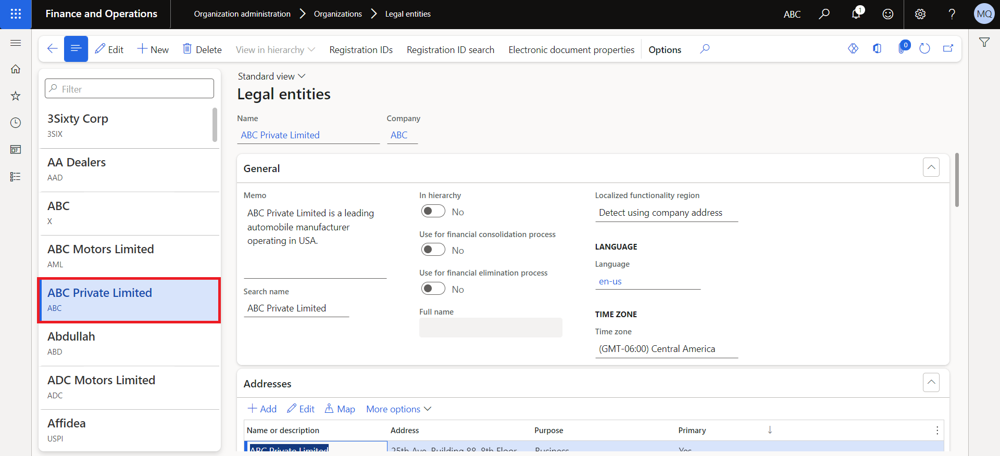 Finance and Operations
Organization administration
Organizations
Legal entities
ABC
1
MQ
Edit
New
Delete
View in hierarchy
Registration IDs
Registration ID search
Electronic document properties
Options
0
Filter
3Sixty Corp
3SIX
AA Dealers
AAD
ABC
X
ABC Motors Limited
AML
ABC Private Limited
ABC
Abdullah
ABD
ADC Motors Limited
ADC
Affidea
USPI
Standard view
Legal entities
Name
Company
ABC Private Limited
ABC
General
Memo
ABC Private Limited is a leading
automobile manufacturer
operating in USA.
Search name
ABC Private Limited
In hierarchy
No
Use for financial consolidation process
No
Use for financial elimination process
No
Full name
Localized functionality region
Detect using company address
LANGUAGE
Language
en-us
TIME ZONE
Time zone
(GMT-06:00) Central America
Addresses
Add
Edit
Map
More options
Name or description
Address
Purpose
Primary
ABC Private Limited
25th Ave, Building 88, 8th Floor
Business
Yes